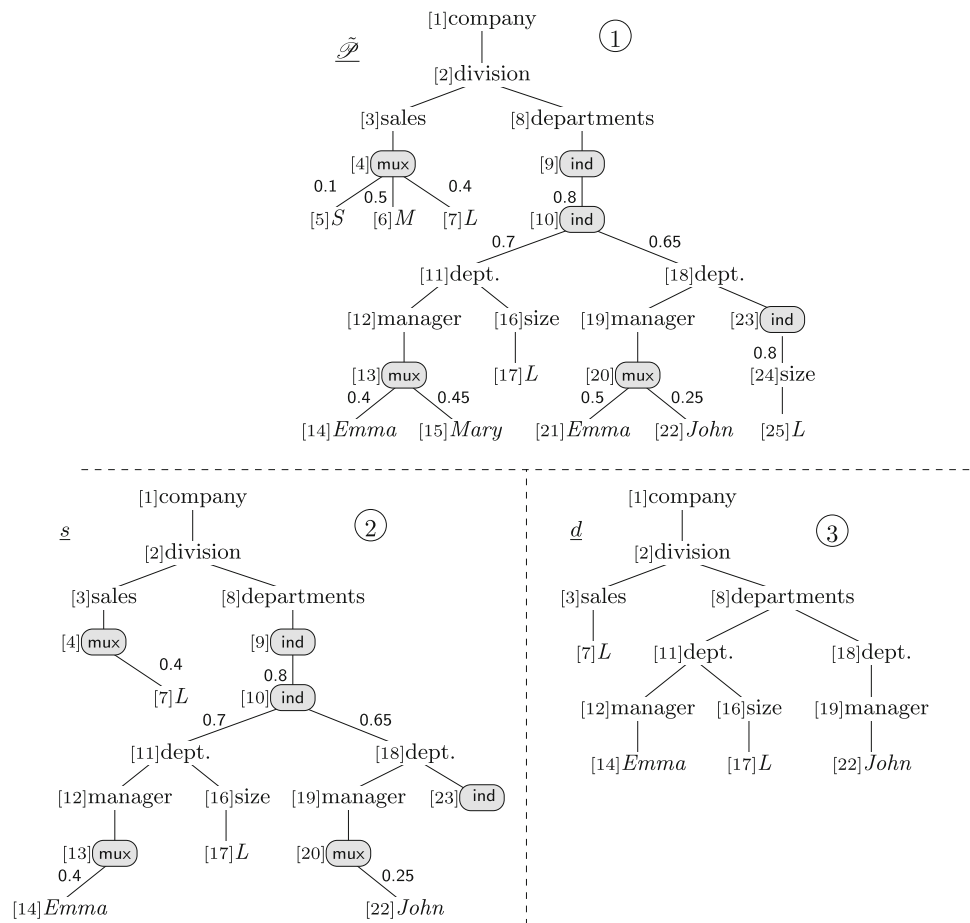 [1]company
𝒫̃ ①
[2]division
[3]sales [8]departments
[4] mux [9] ind
0.1 0.5 0.4 0.8
[5]S [6]M [7]L [10] ind
0.7 0.65
[11]dept. [18]dept.
[12]manager [16]size [19]manager [23] ind
[13] mux [17]L [20] mux 0.8 [24]size
0.4 0.45 0.5 0.25
[14]Emma [15]Mary [21]Emma [22]John [25]L
[1]company
s ②
[2]division
[3]sales [8]departments
[4] mux [9] ind
0.4 0.8
[7]L [10] ind
0.7 0.65
[11]dept. [18]dept.
[12]manager [16]size [19]manager [23] ind
[13] mux [17]L [20] mux
0.4 0.25
[14]Emma [22]John
[1]company
d ③
[2]division
[3]sales [8]departments
[7]L [11]dept. [18]dept.
[12]manager [16]size [19]manager
[14]Emma [17]L [22]John